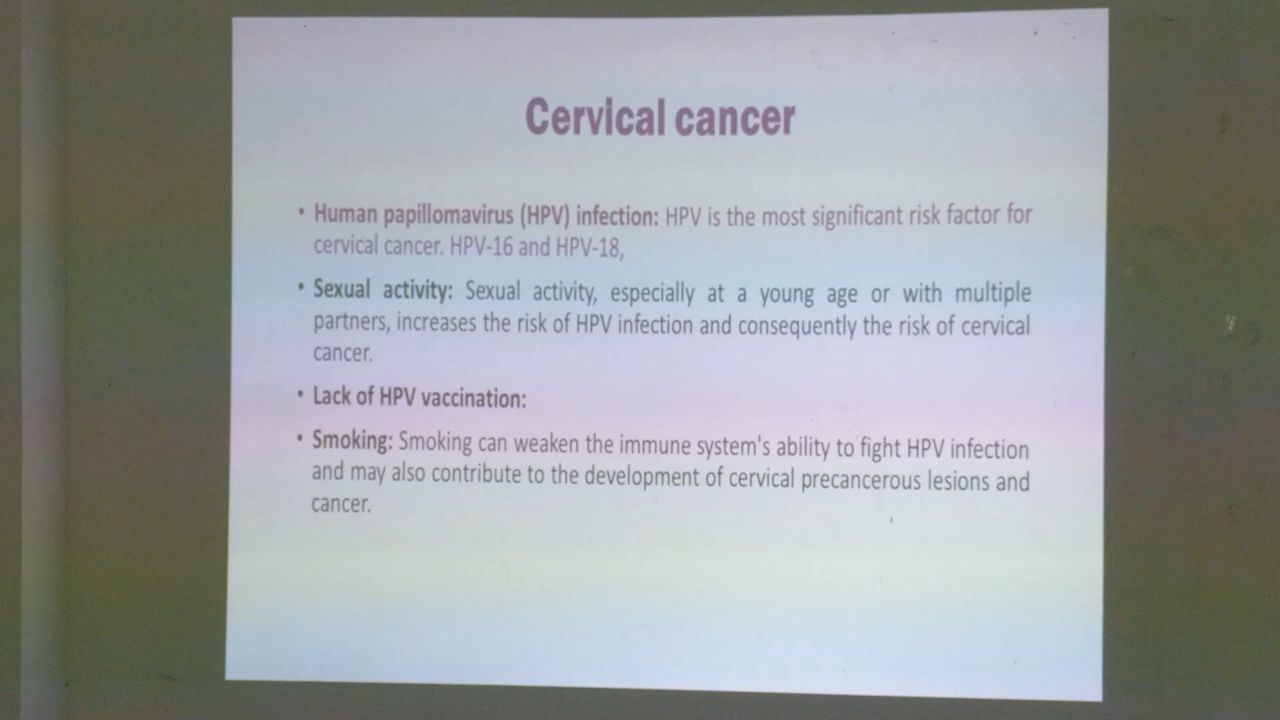 Cervical cancer
• Human papillomavirus (HPV) infection: HPV is the most significant risk factor for
cervical cancer. HPV-16 and HPV-18,
• Sexual activity: Sexual activity, especially at a young age or with multiple
partners, increases the risk of HPV infection and consequently the risk of cervical
cancer.
• Lack of HPV vaccination:
• Smoking: Smoking can weaken the immune system's ability to fight HPV infection
and may also contribute to the development of cervical precancerous lesions and
cancer.